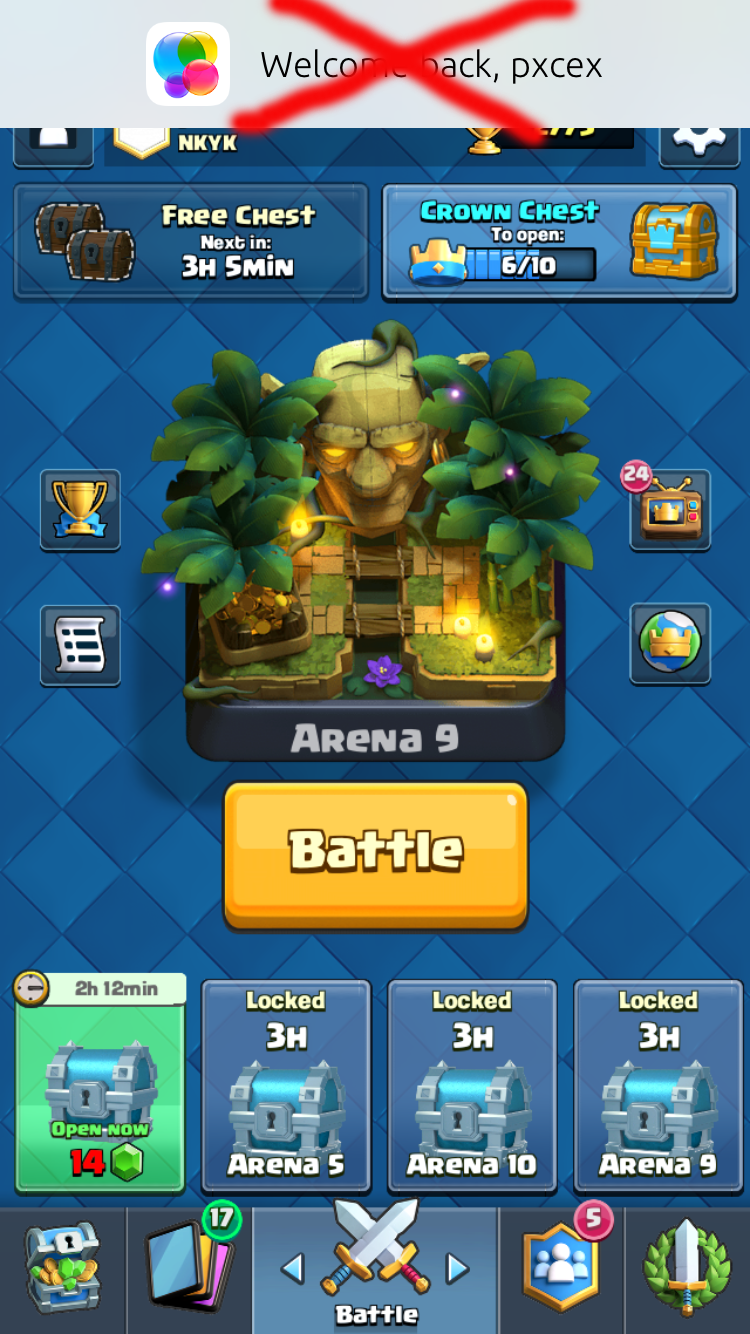 Welcome back, pxcex
NKYK
Free Chest
Next in:
3h 5min
Crown Chest
To open:
6/10
24
Arena 9
Battle
2h 12min
Open now
14
Locked
3h
Arena 5
Locked
3h
Arena 10
Locked
3h
Arena 9
17
5
Battle